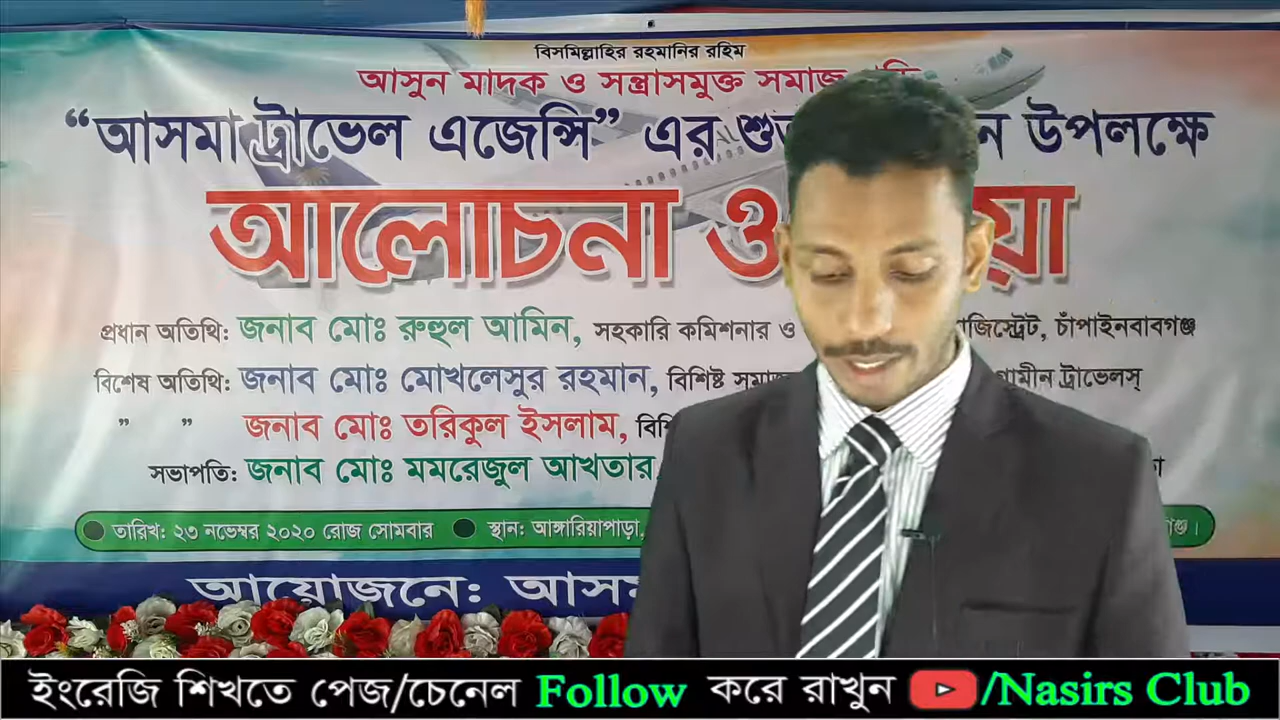 বিসমিল্লাহির রহমানির রহিম
আসুন মাদক ও সন্ত্রাসমুক্ত সমাজ
“আসমা ট্রাভেল এজেন্সি” এর উপলক্ষে
আলোচনা ও
প্রধান অতিথি: জনাব মোঃ রুহুল আমিন, সহকারি কমিশনার ও চাঁপাইনবাবগঞ্জ
বিশেষ অতিথি: জনাব মোঃ মোখলেসুর রহমান, বিশিষ্ট ট্রাভেলস্
” ” জনাব মোঃ তরিকুল ইসলাম,
সভাপতি: জনাব মোঃ মমরেজুল আখতার,
তারিখ: ২৩ নভেম্বর ২০২০ রোজ সোমবার স্থান: আঙ্গারিয়াপাড়া,
আয়োজনে:
ইংরেজি শিখতে পেজ/চেনেল Follow করে রাখুন /Nasirs Club